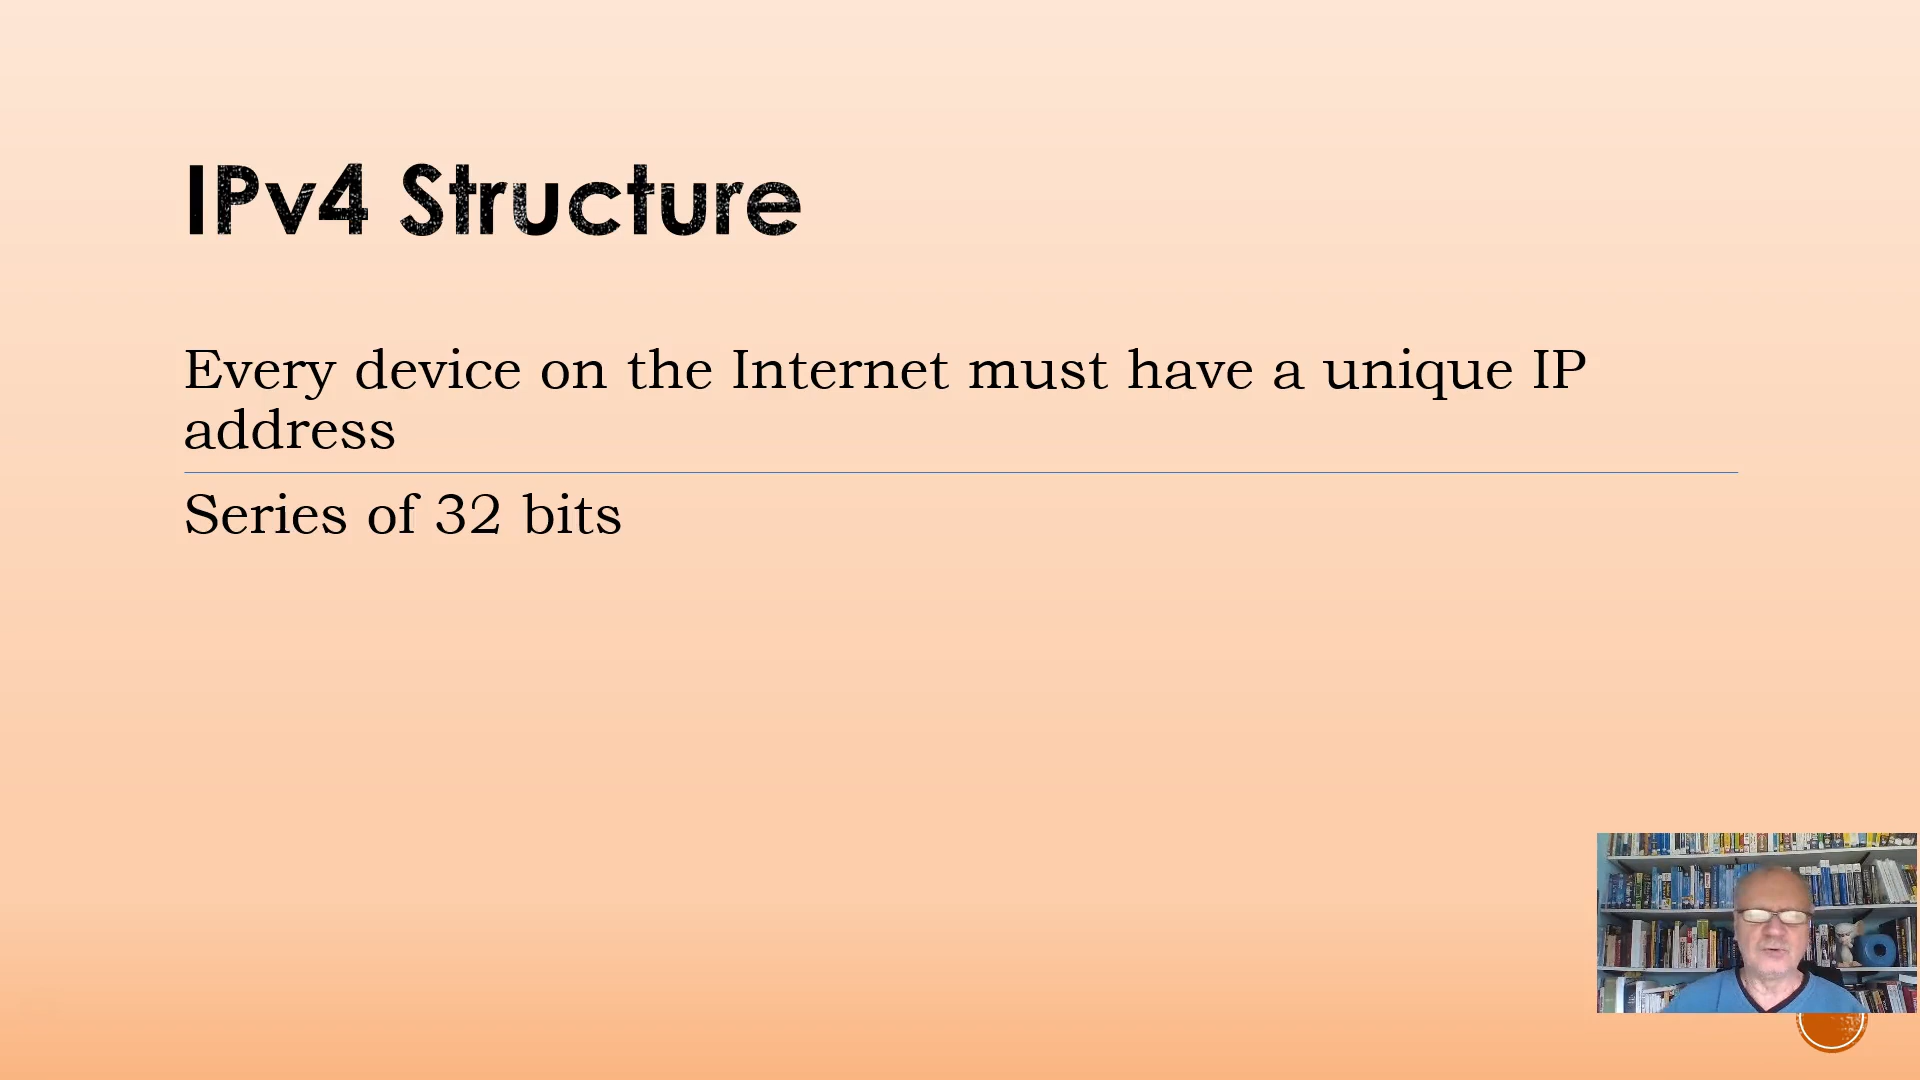 IPv4 Structure
Every device on the Internet must have a unique IP
address
Series of 32 bits